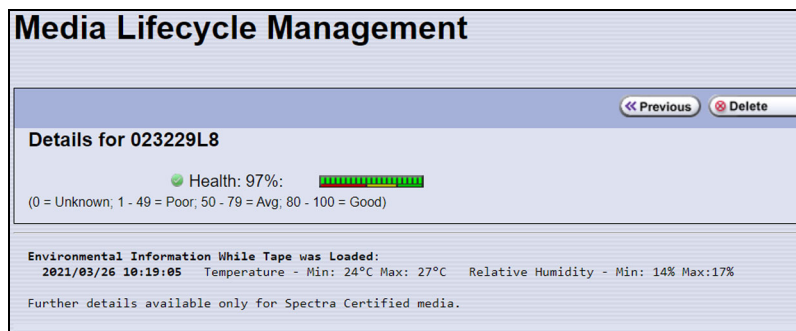 Media Lifecycle Management
Previous Delete
Details for 023229L8
Health: 97%:
(0 = Unknown; 1 - 49 = Poor; 50 - 79 = Avg; 80 - 100 = Good)
Environmental Information While Tape was Loaded:
2021/03/26 10:19:05 Temperature - Min: 24°C Max: 27°C Relative Humidity - Min: 14% Max:17%
Further details available only for Spectra Certified media.